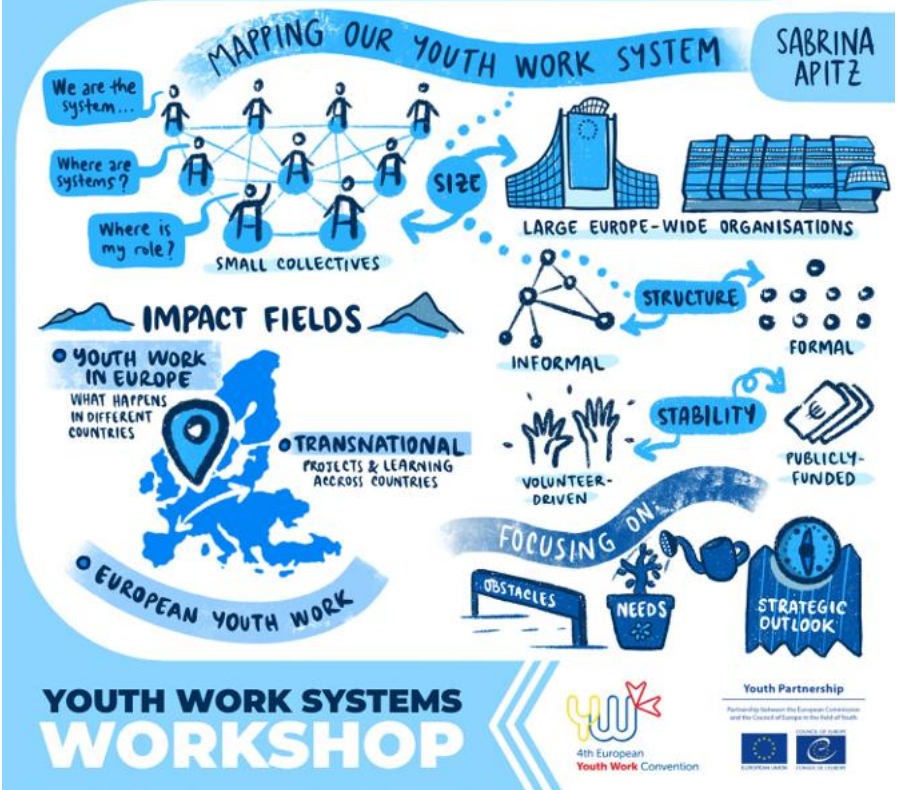 MAPPING OUR YOUTH WORK SYSTEM
SABRINA
APITZ
We are the
system...
Where are
systems?
Where is
my role?
SMALL COLLECTIVES
SIZE
LARGE EUROPE-WIDE ORGANISATIONS
STRUCTURE
INFORMAL
FORMAL
IMPACT FIELDS
YOUTH WORK
IN EUROPE
WHAT HAPPENS
IN DIFFERENT
COUNTRIES
TRANSNATIONAL
PROJECTS & LEARNING
ACCROSS COUNTRIES
EUROPEAN YOUTH WORK
STABILITY
VOLUNTEER-
DRIVEN
€
PUBLICLY-
FUNDED
FOCUSING ON:
OBSTACLES
NEEDS
STRATEGIC
OUTLOOK
YOUTH WORK SYSTEMS
WORKSHOP
YW
4th European
Youth Work Convention
Youth Partnership
Partnership between the European Commission
and the Council of Europe in the field of Youth
COUNCIL OF EUROPE
EUROPEAN UNION
CONSEIL DE L'EUROPE